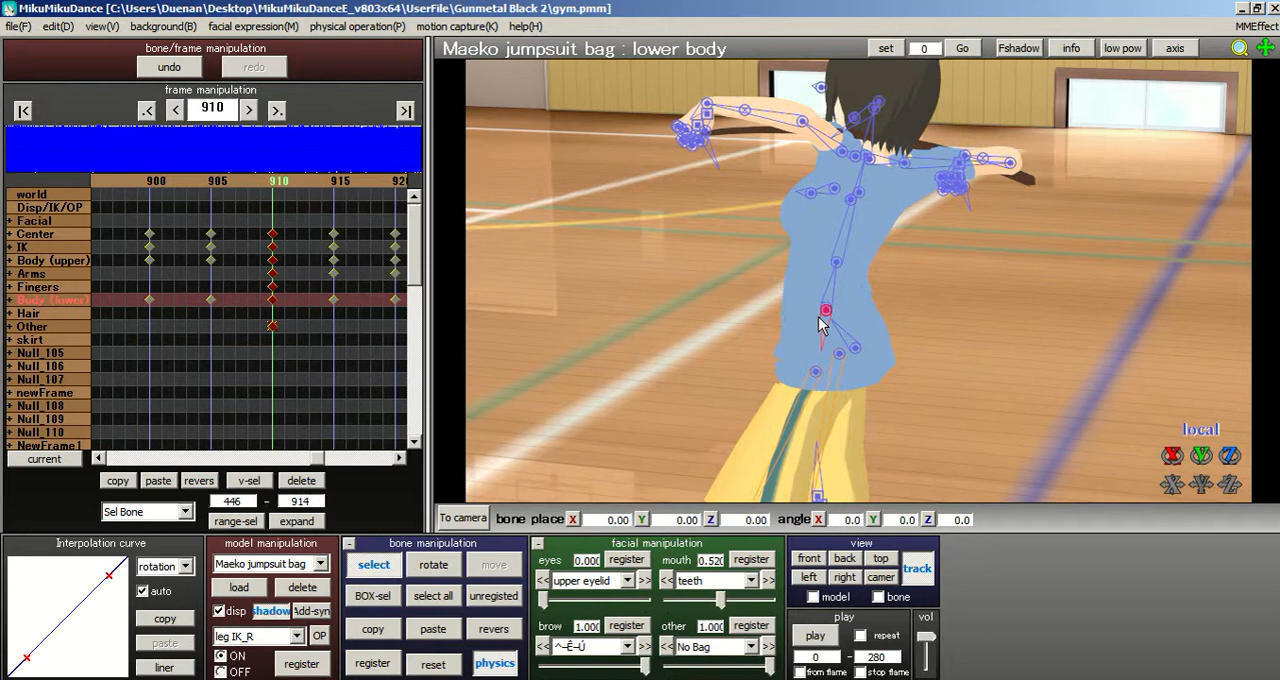 MikuMikuDance [C:\Users\Duenan\Desktop\MikuMikuDanceE_v803x64\UserFile\Gunmetal Black 2\gym.pmm]
file(F) edit(D) view(V) background(B) facial expression(M) physical operation(P) motion capture(K) help(H) MMEffect
bone/frame manipulation
undo redo
frame manipulation
.< < 910 > >.
900 905 910 915 920
world
Disp/IK/OP
+ Facial
+ Center
+ IK
+ Body (upper)
+ Arms
+ Fingers
+ Body (lower)
+ Hair
+ Other
+ skirt
+ Null_105
+ Null_106
+ Null_107
+ newFrame
+ Null_108
+ Null_109
+ Null_110
+ NewFrame1
current
copy paste revers v-sel delete
Sel Bone 446 - 914
range-sel expand
Maeko jumpsuit bag : lower body
set 0 Go Fshadow info low pow axis
local
X Y Z
X Y Z
To camera bone place X 0.00 Y 0.00 Z 0.00 angle X 0.0 Y 0.0 Z 0.0
Interpolation curve
rotation
auto
copy
paste
liner
model manipulation
Maeko jumpsuit bag
load delete
disp shadow Add-syn
leg IK_R OP
ON
OFF
register
bone manipulation
select rotate move
BOX-sel select all unregistered
copy paste revers
register reset physics
facial manipulation
eyes 0.000 register mouth 0.520 register
<< upper eyelid >> << teeth >>
brow 1.000 register other 1.000 register
<< ^-Ê-Ú >> << No Bag >>
view
front back top
left right camer
track
model bone
play
play repeat
0 - 280
from flame stop flame
vol